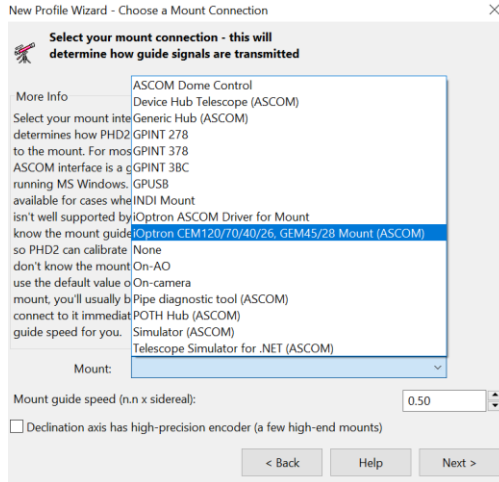 New Profile Wizard - Choose a Mount Connection
Select your mount connection - this will
determine how guide signals are transmitted
More Info
Select your mount inte
determines how PHD2
to the mount. For mos
ASCOM interface is a g
running MS Windows.
available for cases whe
isn't well supported by
know the mount guide
so PHD2 can calibrate
don't know the mount
use the default value o
mount, you'll usually b
connect to it immediat
guide speed for you.
ASCOM Dome Control
Device Hub Telescope (ASCOM)
Generic Hub (ASCOM)
GPINT 278
GPINT 378
GPINT 3BC
GPUSB
INDI Mount
iOptron ASCOM Driver for Mount
iOptron CEM120/70/40/26, GEM45/28 Mount (ASCOM)
None
On-AO
On-camera
Pipe diagnostic tool (ASCOM)
POTH Hub (ASCOM)
Simulator (ASCOM)
Telescope Simulator for .NET (ASCOM)
Mount:
Mount guide speed (n.n x sidereal):
0.50
Declination axis has high-precision encoder (a few high-end mounts)
< Back
Help
Next >